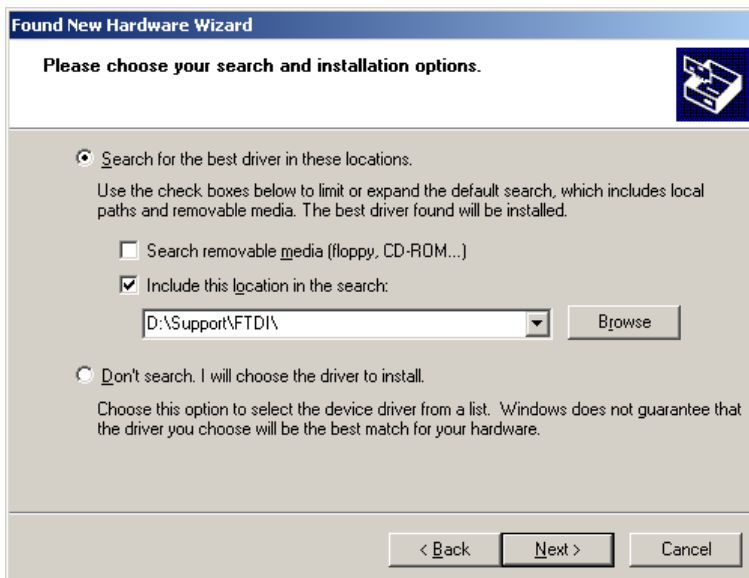 Found New Hardware Wizard
Please choose your search and installation options.
Search for the best driver in these locations.
Use the check boxes below to limit or expand the default search, which includes local
paths and removable media. The best driver found will be installed.
Search removable media (floppy, CD-ROM...)
Include this location in the search:
D:\Support\FTDI\
Browse
Don't search. I will choose the driver to install.
Choose this option to select the device driver from a list. Windows does not guarantee that
the driver you choose will be the best match for your hardware.
< Back
Next >
Cancel